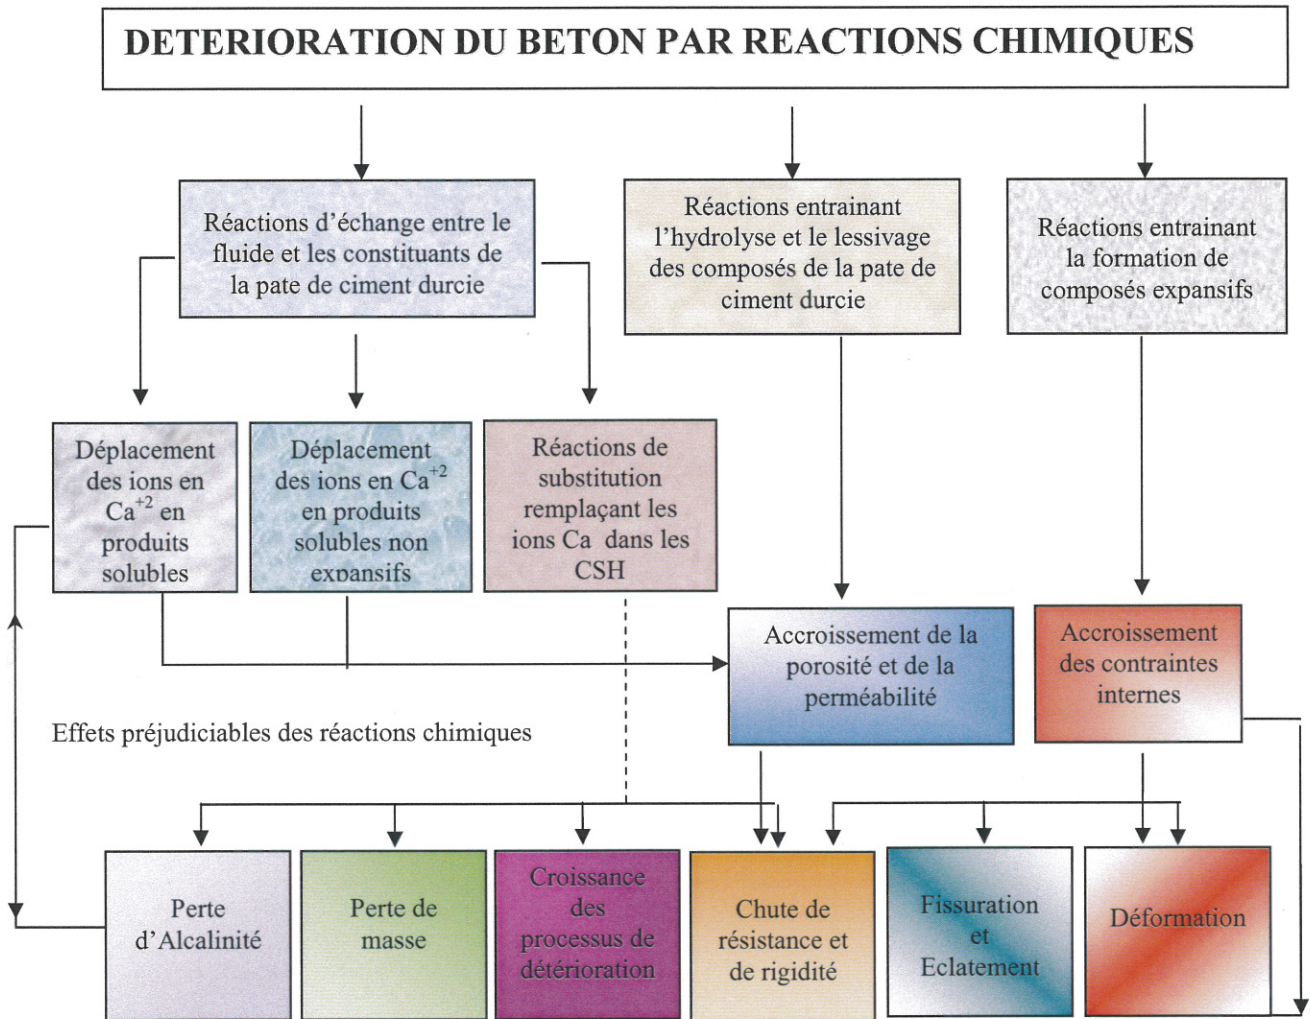 DETERIORATION DU BETON PAR REACTIONS CHIMIQUES
Réactions d’échange entre le
fluide et les constituants de
la pate de ciment durcie
Réactions entrainant
l’hydrolyse et le lessivage
des composés de la pate de
ciment durcie
Réactions entrainant
la formation de
composés expansifs
Déplacement
des ions en
Ca+2 en
produits
solubles
Déplacement
des ions en Ca+2
en produits
solubles non
expansifs
Réactions de
substitution
remplaçant les
ions Ca dans les
CSH
Accroissement de la
porosité et de la
perméabilité
Accroissement
des contraintes
internes
Effets préjudiciables des réactions chimiques
Perte
d’Alcalinité
Perte de
masse
Croissance
des
processus de
détérioration
Chute de
résistance et
de rigidité
Fissuration
et
Eclatement
Déformation